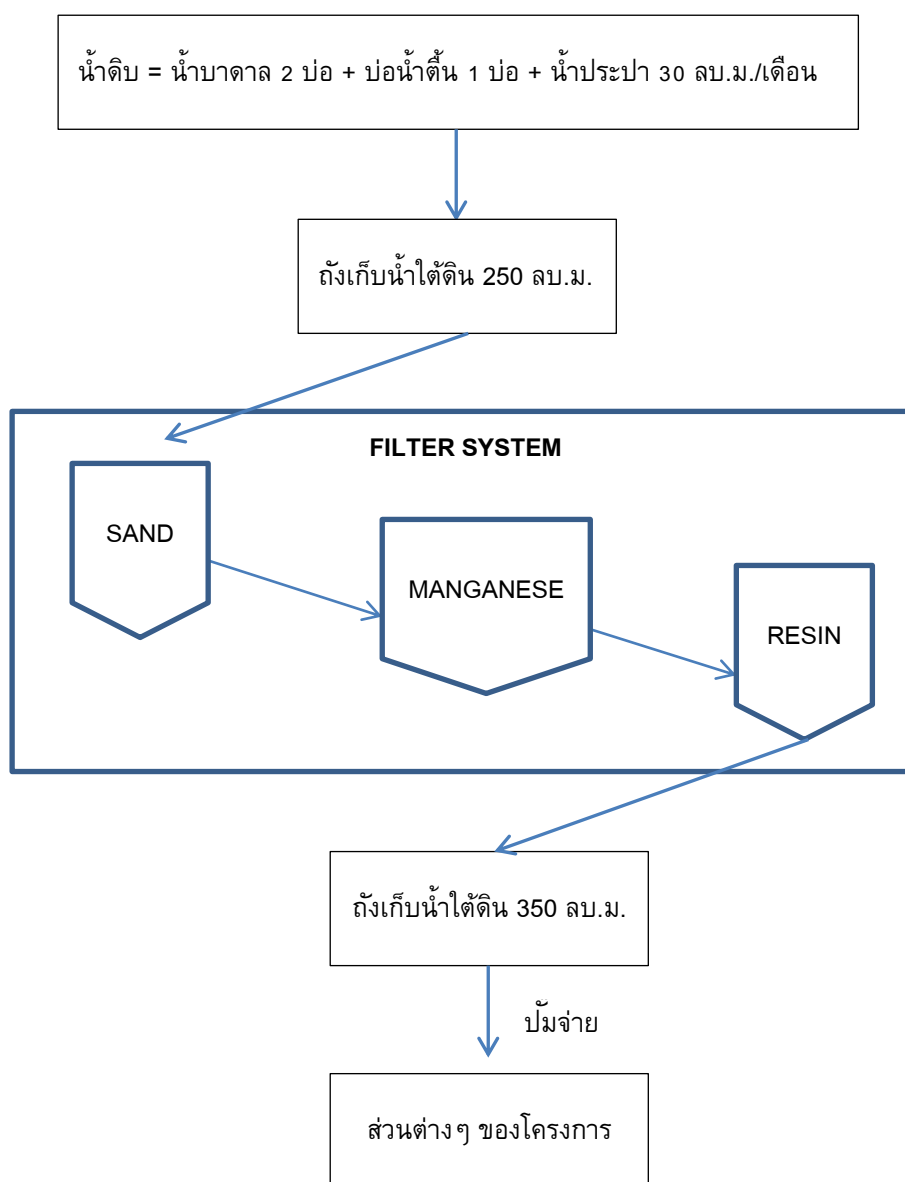 น้ำดิบ = น้ำบาดาล 2 บ่อ + บ่อน้ำตื้น 1 บ่อ + น้ำประปา 30 ลบ.ม./เดือน
ถังเก็บน้ำใต้ดิน 250 ลบ.ม.
FILTER SYSTEM
SAND
MANGANESE
RESIN
ถังเก็บน้ำใต้ดิน 350 ลบ.ม.
ปั๊มจ่าย
ส่วนต่างๆ ของโครงการ